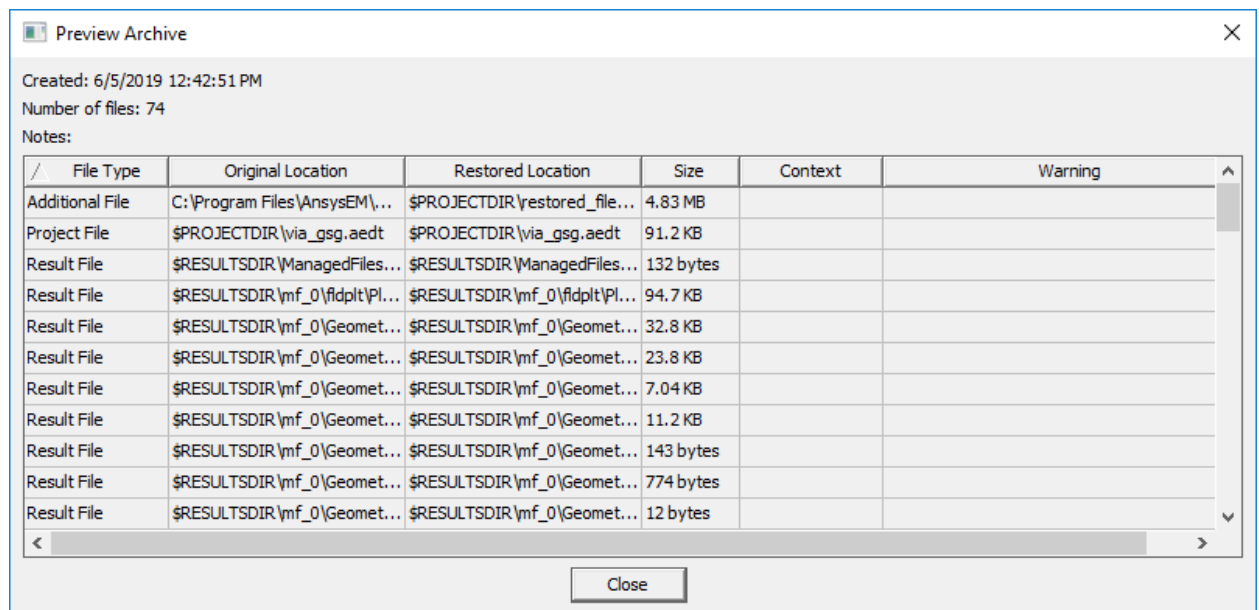 Preview Archive
Created: 6/5/2019 12:42:51 PM
Number of files: 74
Notes:
File Type Original Location Restored Location Size Context Warning
Additional File C:\Program Files\AnsysEM\... $PROJECTDIR\restored_file... 4.83 MB
Project File $PROJECTDIR\via_gsg.aedt $PROJECTDIR\via_gsg.aedt 91.2 KB
Result File $RESULTSDIR\ManagedFiles... $RESULTSDIR\ManagedFiles... 132 bytes
Result File $RESULTSDIR\mf_0\fldplt\Pl... $RESULTSDIR\mf_0\fldplt\Pl... 94.7 KB
Result File $RESULTSDIR\mf_0\Geomet... $RESULTSDIR\mf_0\Geomet... 32.8 KB
Result File $RESULTSDIR\mf_0\Geomet... $RESULTSDIR\mf_0\Geomet... 23.8 KB
Result File $RESULTSDIR\mf_0\Geomet... $RESULTSDIR\mf_0\Geomet... 7.04 KB
Result File $RESULTSDIR\mf_0\Geomet... $RESULTSDIR\mf_0\Geomet... 11.2 KB
Result File $RESULTSDIR\mf_0\Geomet... $RESULTSDIR\mf_0\Geomet... 143 bytes
Result File $RESULTSDIR\mf_0\Geomet... $RESULTSDIR\mf_0\Geomet... 774 bytes
Result File $RESULTSDIR\mf_0\Geomet... $RESULTSDIR\mf_0\Geomet... 12 bytes
Close